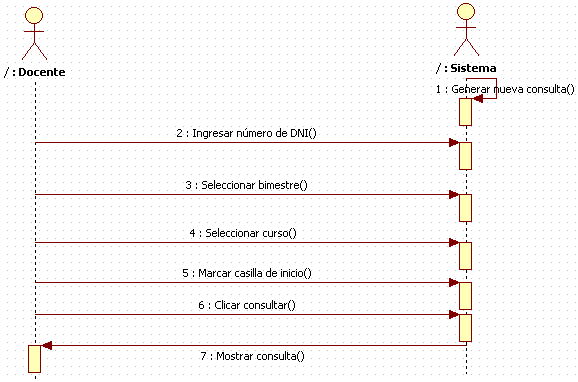 / : Docente
/ : Sistema
1 : Generar nueva consulta()
2 : Ingresar número de DNI()
3 : Seleccionar bimestre()
4 : Seleccionar curso()
5 : Marcar casilla de inicio()
6 : Clicar consultar()
7 : Mostrar consulta()